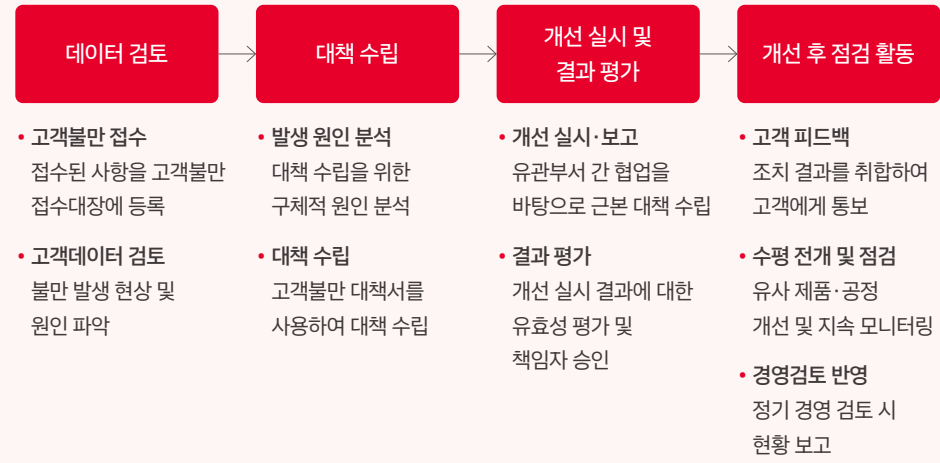 데이터 검토
대책 수립
개선 실시 및
결과 평가
개선 후 점검 활동
• 고객불만 접수
접수된 사항을 고객불만
접수대장에 등록
• 고객데이터 검토
불만 발생 현상 및
원인 파악
• 발생 원인 분석
대책 수립을 위한
구체적 원인 분석
• 대책 수립
고객불만 대책서를
사용하여 대책 수립
• 개선 실시·보고
유관부서 간 협업을
바탕으로 근본 대책 수립
• 결과 평가
개선 실시 결과에 대한
유효성 평가 및
책임자 승인
• 고객 피드백
조치 결과를 취합하여
고객에게 통보
• 수평 전개 및 점검
유사 제품·공정
개선 및 지속 모니터링
• 경영검토 반영
정기 경영 검토 시
현황 보고